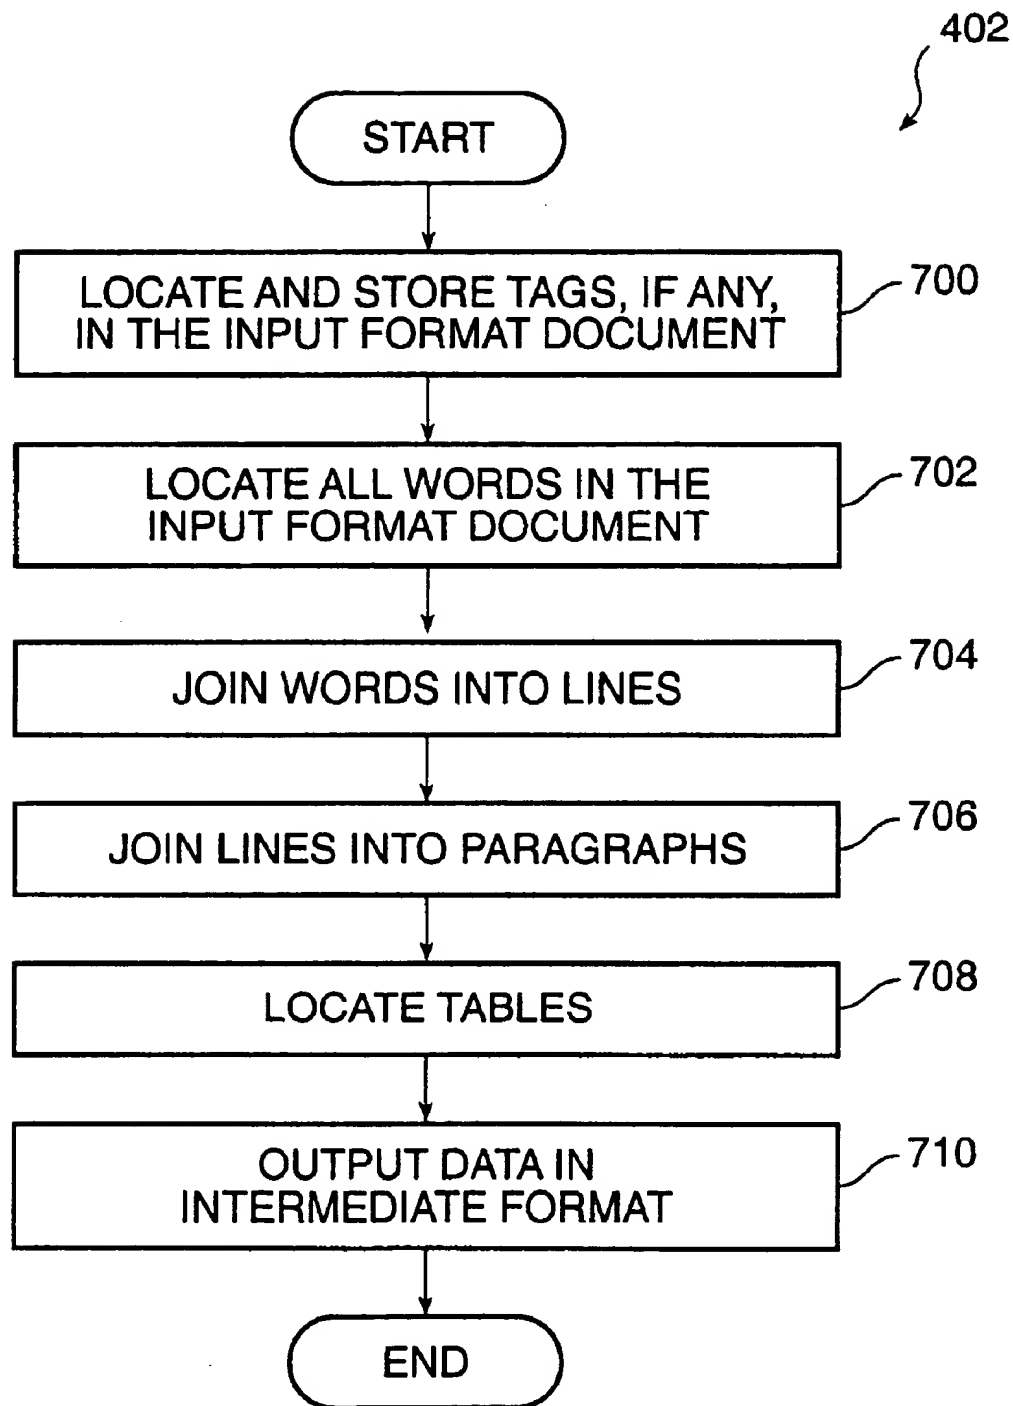 402
START
LOCATE AND STORE TAGS, IF ANY,
IN THE INPUT FORMAT DOCUMENT
700
LOCATE ALL WORDS IN THE
INPUT FORMAT DOCUMENT
702
JOIN WORDS INTO LINES
704
JOIN LINES INTO PARAGRAPHS
706
LOCATE TABLES
708
OUTPUT DATA IN
INTERMEDIATE FORMAT
710
END